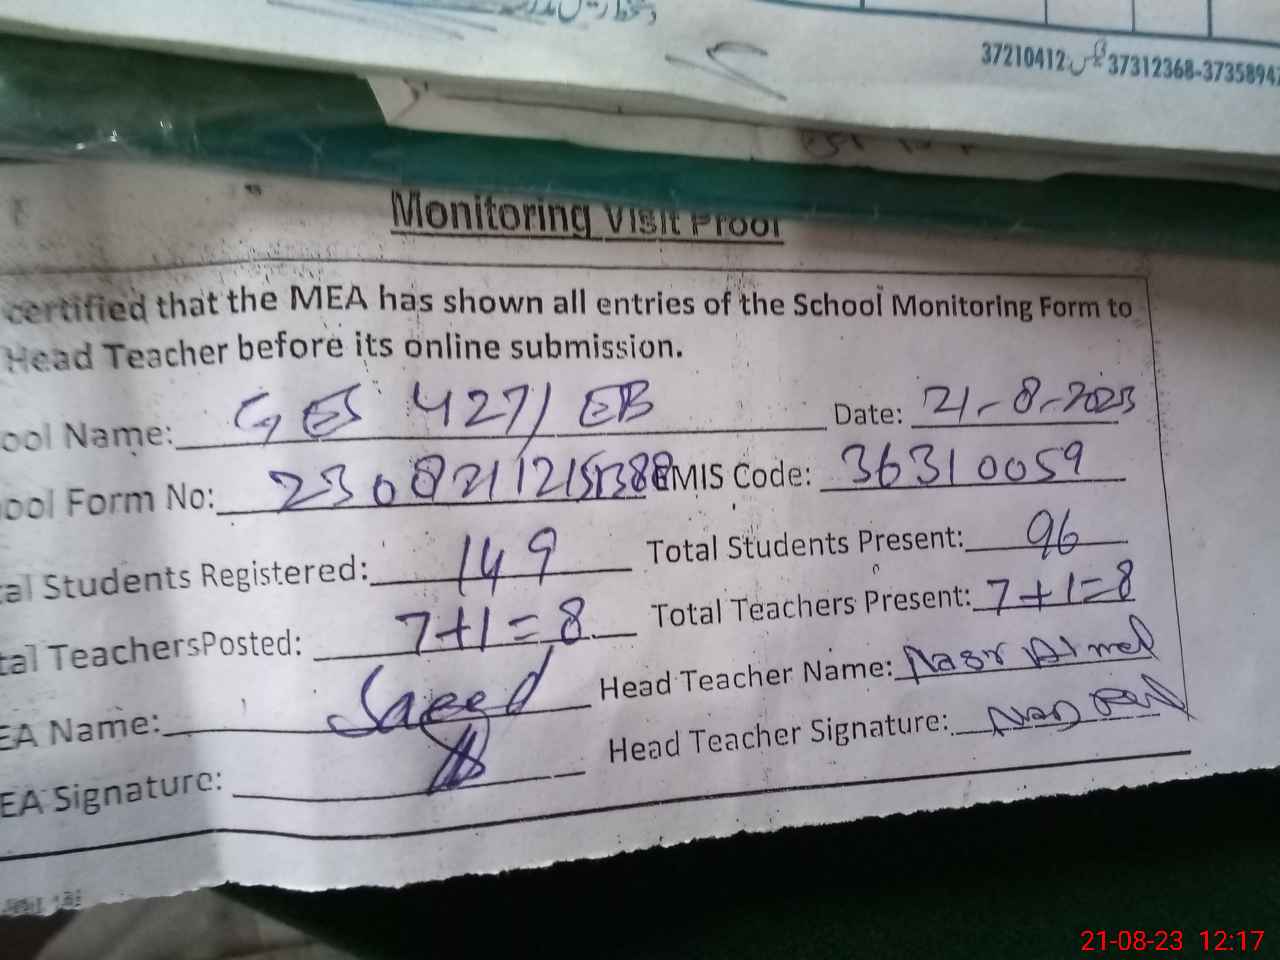 37210412 فیکس 37312368-3735894
Monitoring Visit Proof
certified that the MEA has shown all entries of the School Monitoring Form to
Head Teacher before its online submission.
ool Name: GES 427/EB Date: 21-8-2023
ool Form No: EMIS Code: 36310059
al Students Registered: 149 Total Students Present: 96
tal TeachersPosted: 7+1=8 Total Teachers Present: 7+1=8
EA Name: Saeed Head Teacher Name: Nasr Ahmed
EA Signature: Head Teacher Signature:
21-08-23 12:17